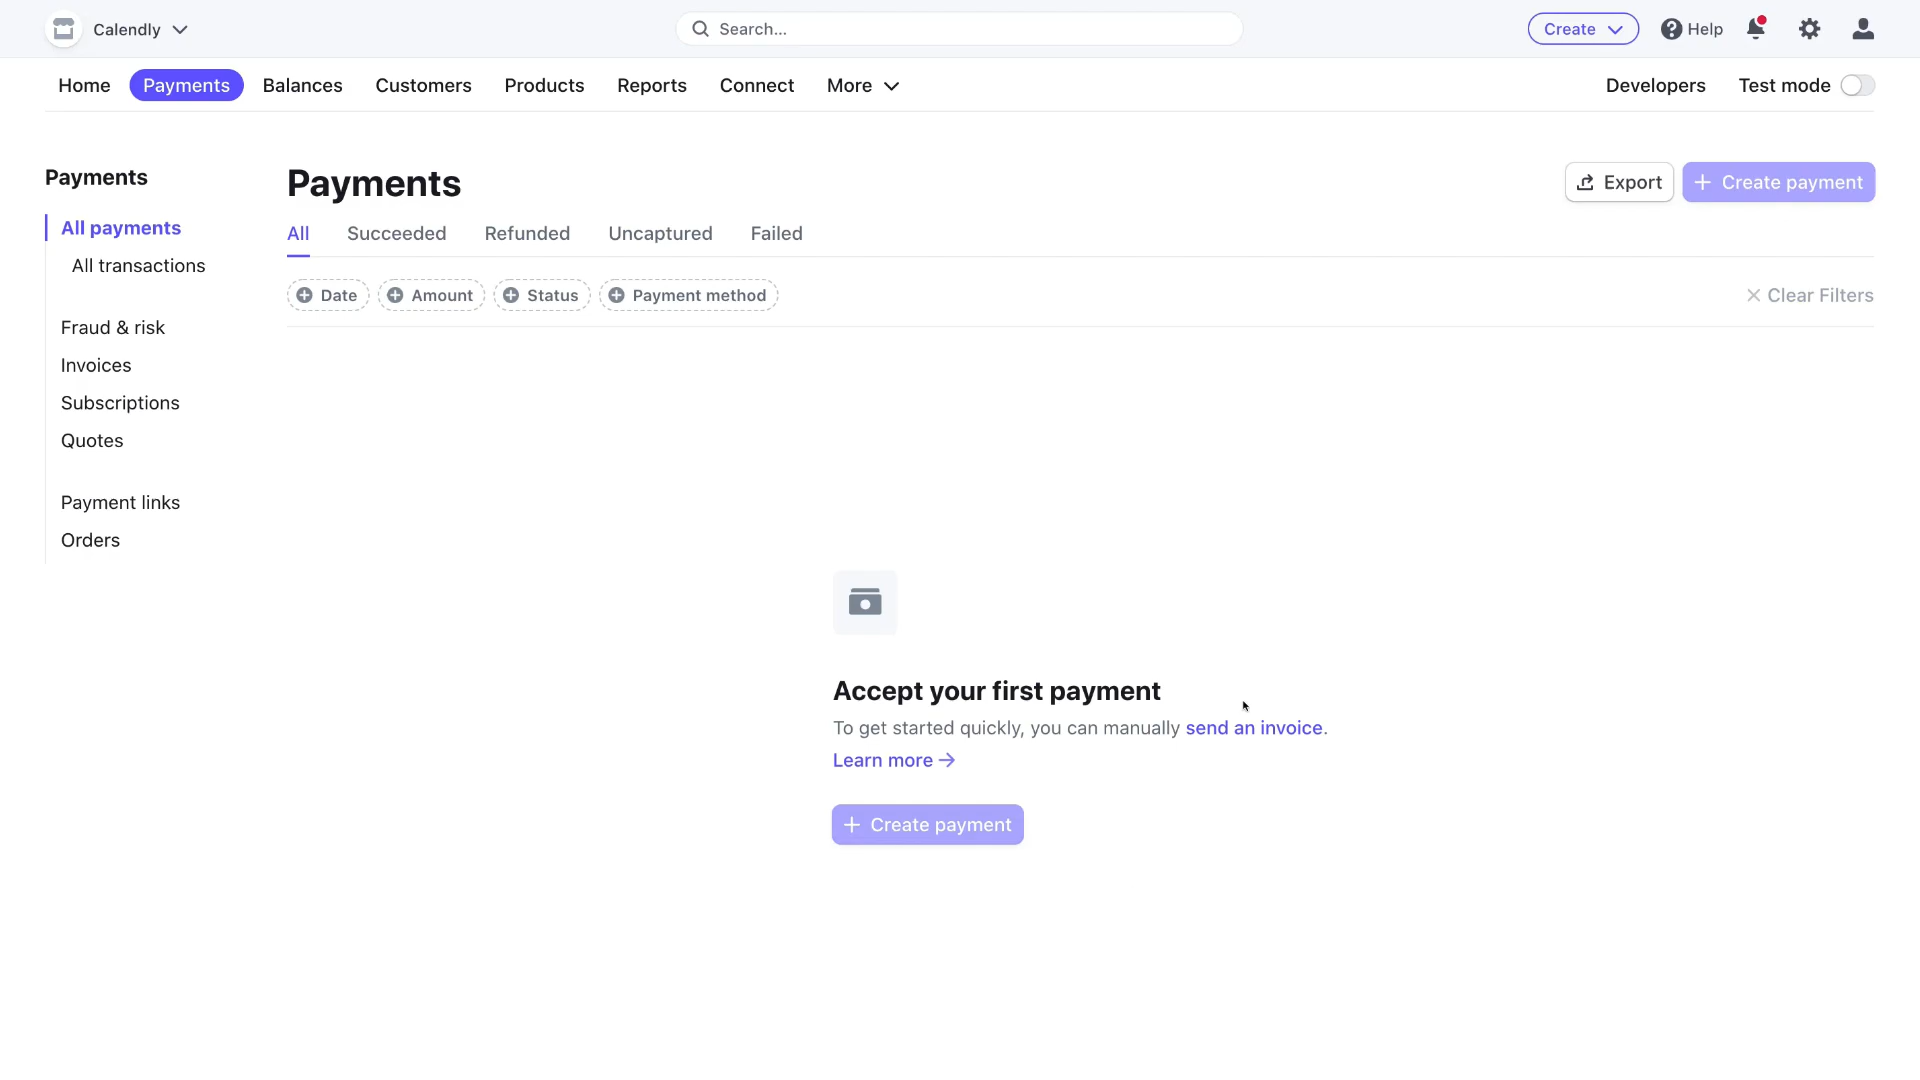 Calendly
Search...
Create
Help
Home
Payments
Balances
Customers
Products
Reports
Connect
More
Developers
Test mode
Payments
All payments
All transactions
Fraud & risk
Invoices
Subscriptions
Quotes
Payment links
Orders
Payments
Export
Create payment
All
Succeeded
Refunded
Uncaptured
Failed
Date
Amount
Status
Payment method
Clear Filters
Accept your first payment
To get started quickly, you can manually send an invoice.
Learn more
Create payment